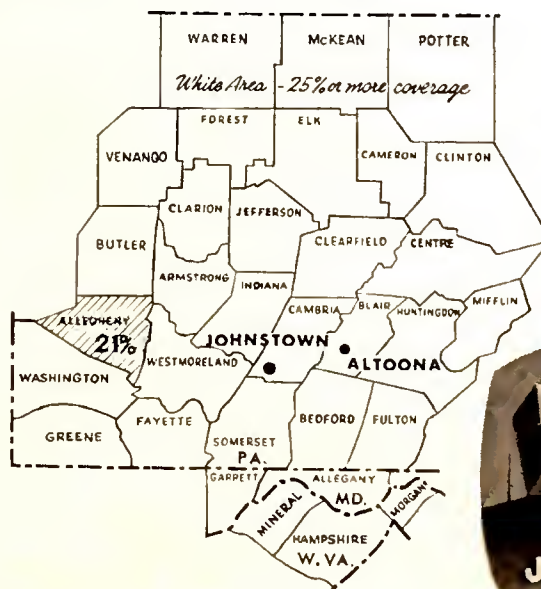 WARREN McKEAN POTTER
White Area - 25% or more coverage
FOREST ELK
VENANGO CAMERON CLINTON
CLARION JEFFERSON
BUTLER CLEARFIELD CENTRE
ARMSTRONG INDIANA
CAMBRIA BLAIR HUNTINGDON MIFFLIN
ALLEGHENY
21% WESTMORELAND JOHNSTOWN ALTOONA
WASHINGTON
GREENE FAYETTE SOMERSET BEDFORD FULTON
PA.
GARRETT ALLEGANY
MINERAL MD. MORGAN
HAMPSHIRE
W. VA.
J